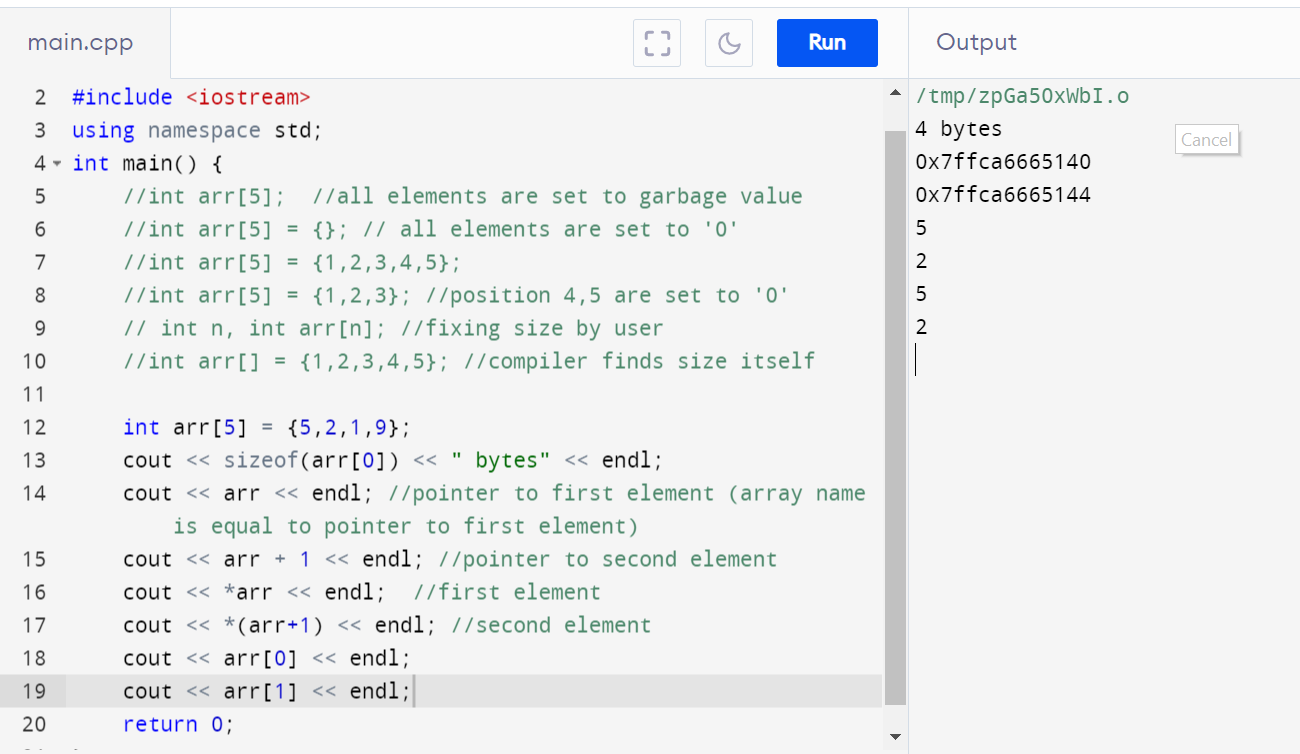 main.cpp
Run
Output
2 #include <iostream>
3 using namespace std;
4 int main() {
5 //int arr[5];  //all elements are set to garbage value
6 //int arr[5] = {}; // all elements are set to '0'
7 //int arr[5] = {1,2,3,4,5};
8 //int arr[5] = {1,2,3}; //position 4,5 are set to '0'
9 // int n, int arr[n]; //fixing size by user
10 //int arr[] = {1,2,3,4,5}; //compiler finds size itself
11
12 int arr[5] = {5,2,1,9};
13 cout << sizeof(arr[0]) << " bytes" << endl;
14 cout << arr << endl; //pointer to first element (array name
is equal to pointer to first element)
15 cout << arr + 1 << endl; //pointer to second element
16 cout << *arr << endl;  //first element
17 cout << *(arr+1) << endl; //second element
18 cout << arr[0] << endl;
19 cout << arr[1] << endl;
20 return 0;
/tmp/zpGa5OxWbI.o
4 bytes
Cancel
0x7ffca6665140
0x7ffca6665144
5
2
5
2